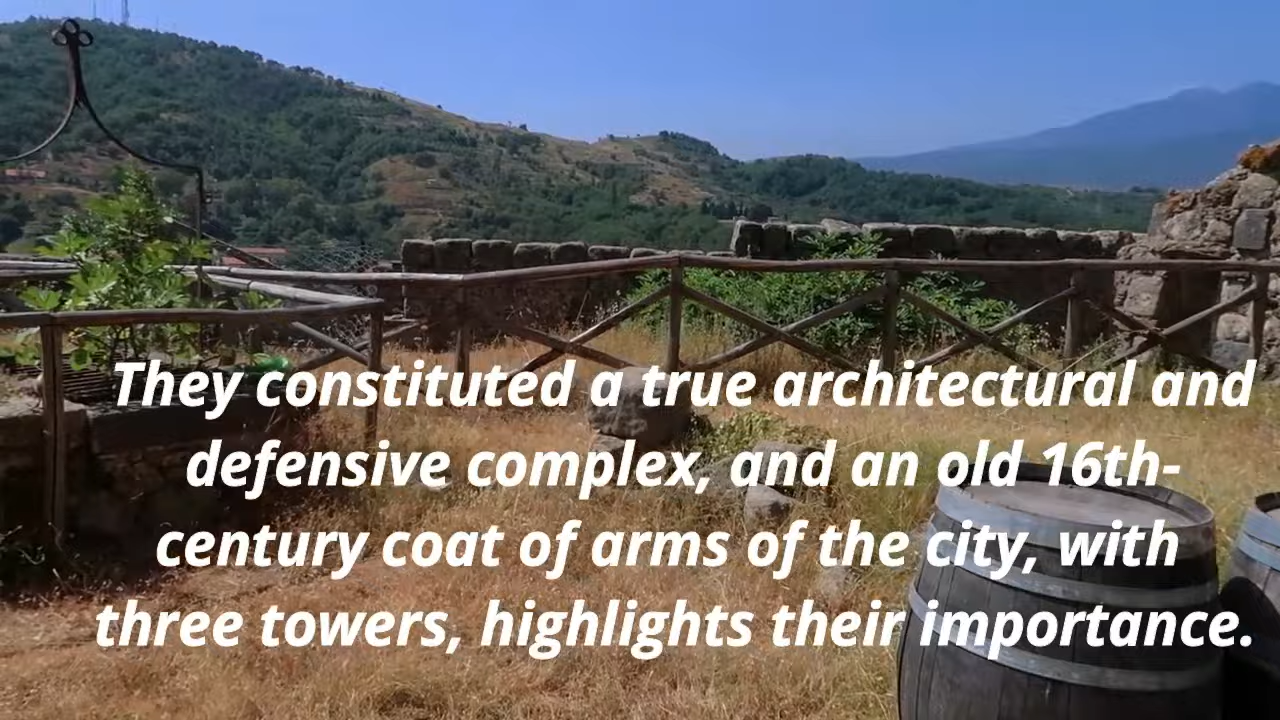 They constituted a true architectural and
defensive complex, and an old 16th-
century coat of arms of the city, with
three towers, highlights their importance.